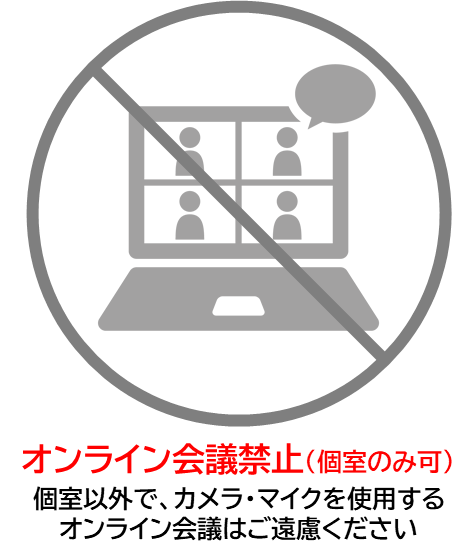 オンライン会議禁止（個室のみ可）
個室以外で、カメラ・マイクを使用する
オンライン会議はご遠慮ください